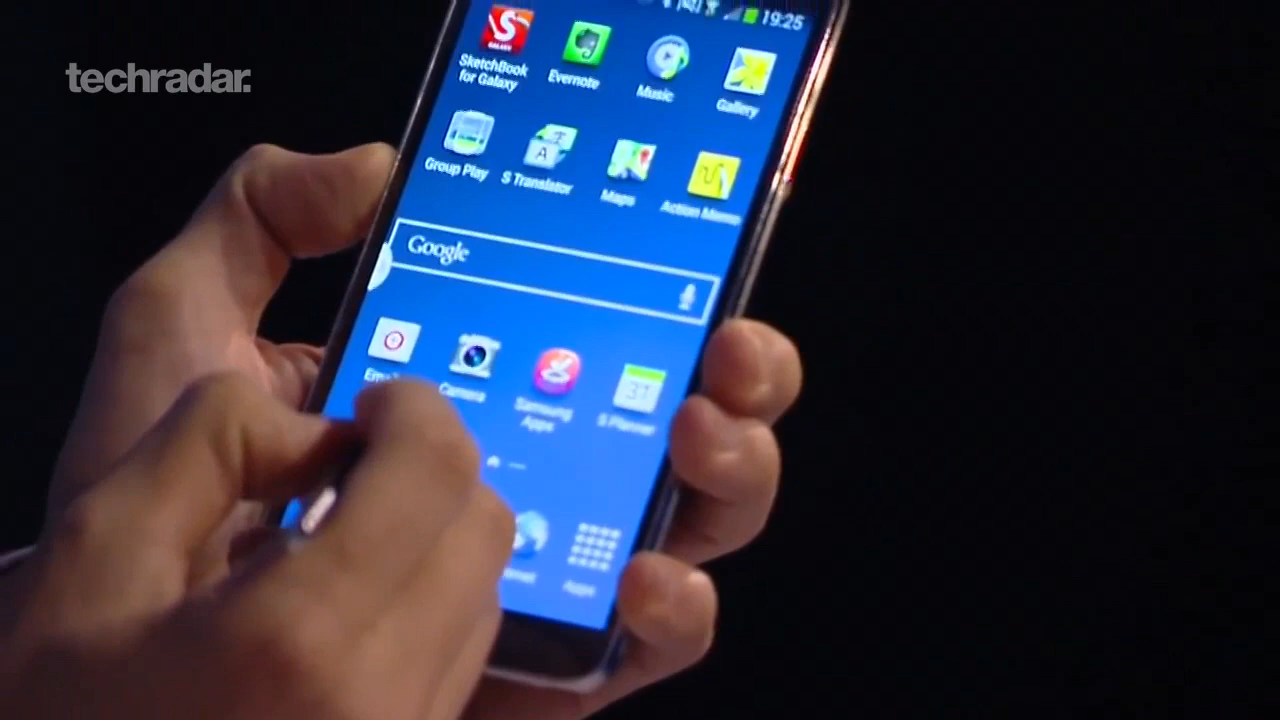 techradar.
19:25
SketchBook
for Galaxy
Evernote
Music
Gallery
Group Play
S Translator
Maps
Action Memo
Google
Camera
Samsung
Apps
S Planner
31
Apps